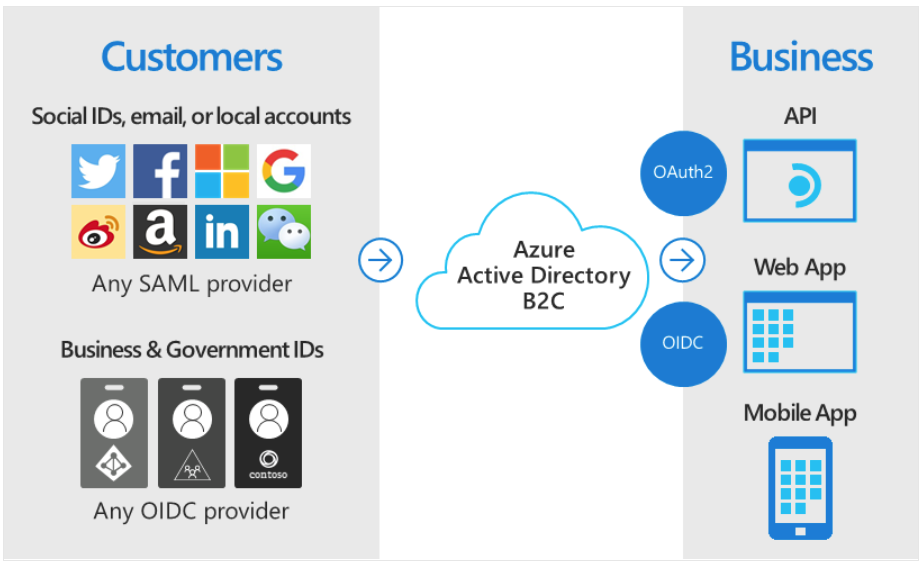 Customers
Social IDs, email, or local accounts
in
Any SAML provider
Business & Government IDs
contoso
Any OIDC provider
Azure
Active Directory
B2C
Business
API
OAuth2
Web App
OIDC
Mobile App